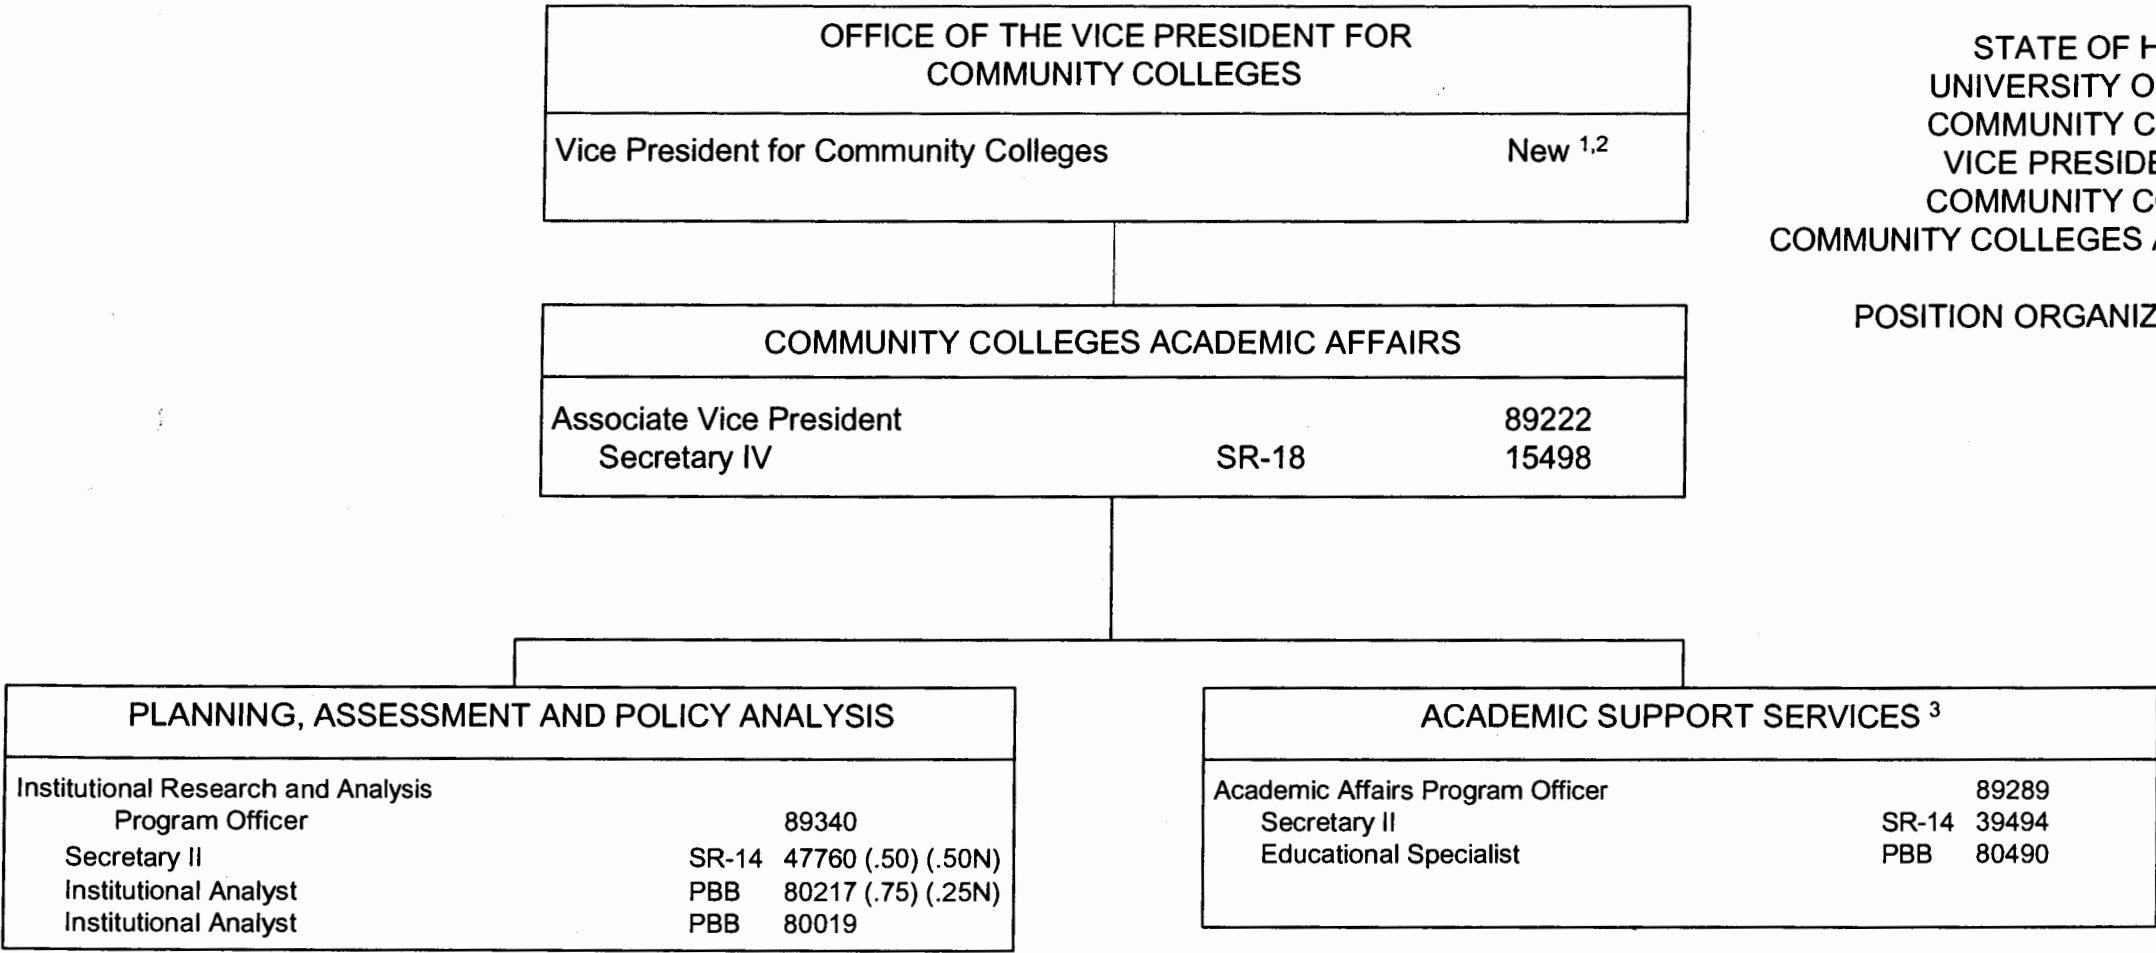 OFFICE OF THE VICE PRESIDENT FOR
COMMUNITY COLLEGES
Vice President for Community Colleges New 1,2
STATE OF H
UNIVERSITY O
COMMUNITY C
VICE PRESIDE
COMMUNITY CO
COMMUNITY COLLEGES A
POSITION ORGANIZ
COMMUNITY COLLEGES ACADEMIC AFFAIRS
Associate Vice President 89222
Secretary IV SR-18 15498
PLANNING, ASSESSMENT AND POLICY ANALYSIS
Institutional Research and Analysis
Program Officer 89340
Secretary II SR-14 47760 (.50) (.50N)
Institutional Analyst PBB 80217 (.75) (.25N)
Institutional Analyst PBB 80019
ACADEMIC SUPPORT SERVICES 3
Academic Affairs Program Officer 89289
Secretary II SR-14 39494
Educational Specialist PBB 80490